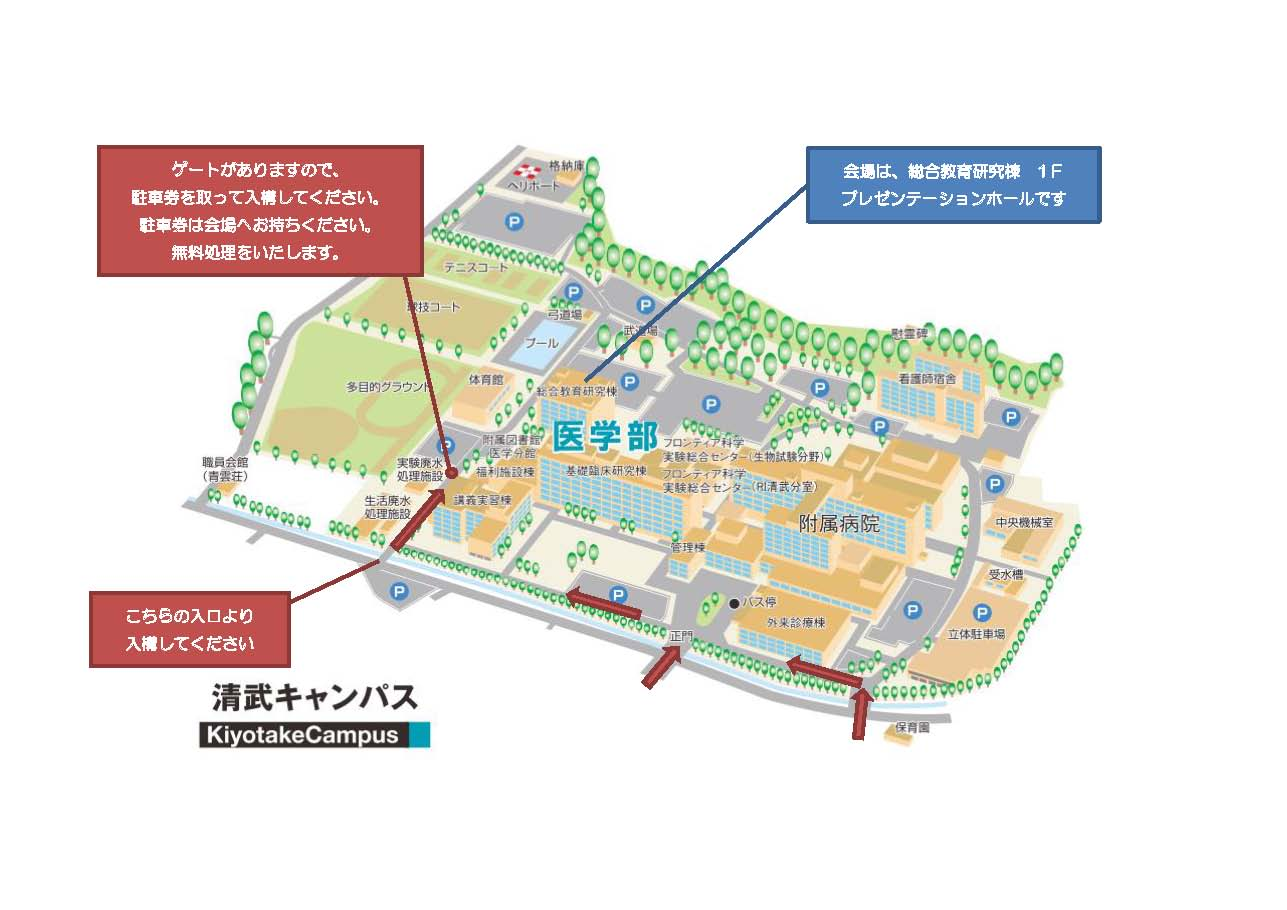 ゲートがありますので、
駐車券を取って入構してください。
駐車券は会場へお持ちください。
無料処理をいたします。
会場は、総合教育研究棟 1F
プレゼンテーションホールです
格納庫
ヘリポート
P
テニスコート
球技コート
P
弓道場
P
武道場
プール
慰霊碑
多目的グラウンド
体育館
総合教育研究棟
P
P
P
看護師宿舎
P
P
医学部
附属図書館
医学分館
フロンティア科学
実験総合センター(生物試験分野)
P
職員会館
(青雲荘)
実験廃水
処理施設
福利施設棟
基礎臨床研究棟
フロンティア科学
実験総合センター(RI清武分室)
P
生活廃水
処理施設
講義実習棟
附属病院
中央機械室
管理棟
受水槽
P
P
バス停
P
P
外来診療棟
正門
立体駐車場
こちらの入口より
入構してください
保育園
清武キャンパス
KiyotakeCampus